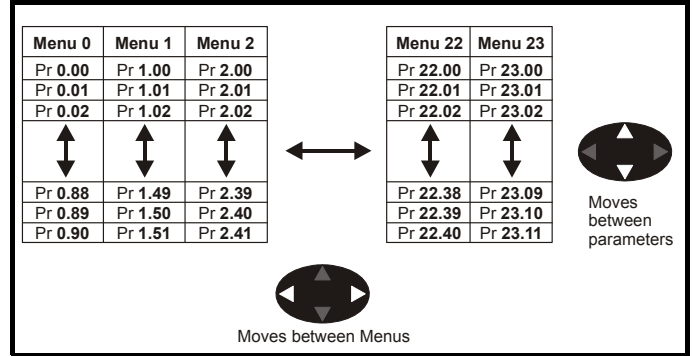 Menu 0 Menu 1 Menu 2 Menu 22 Menu 23
Pr 0.00 Pr 1.00 Pr 2.00 Pr 22.00 Pr 23.00
Pr 0.01 Pr 1.01 Pr 2.01 Pr 22.01 Pr 23.01
Pr 0.02 Pr 1.02 Pr 2.02 Pr 22.02 Pr 23.02
Pr 0.88 Pr 1.49 Pr 2.39 Pr 22.38 Pr 23.09
Pr 0.89 Pr 1.50 Pr 2.40 Pr 22.39 Pr 23.10
Pr 0.90 Pr 1.51 Pr 2.41 Pr 22.40 Pr 23.11
Moves
between
parameters
Moves between Menus